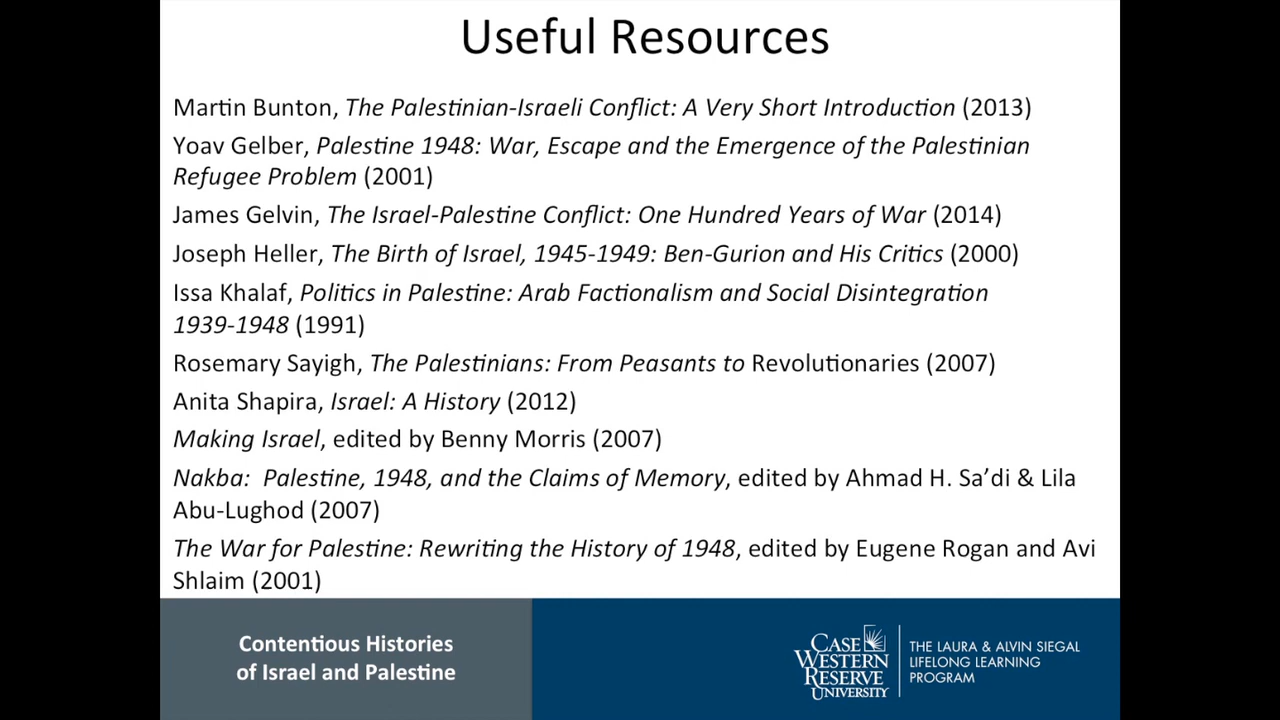 Useful Resources
Martin Bunton, The Palestinian-Israeli Conflict: A Very Short Introduction (2013)
Yoav Gelber, Palestine 1948: War, Escape and the Emergence of the Palestinian
Refugee Problem (2001)
James Gelvin, The Israel-Palestine Conflict: One Hundred Years of War (2014)
Joseph Heller, The Birth of Israel, 1945-1949: Ben-Gurion and His Critics (2000)
Issa Khalaf, Politics in Palestine: Arab Factionalism and Social Disintegration
1939-1948 (1991)
Rosemary Sayigh, The Palestinians: From Peasants to Revolutionaries (2007)
Anita Shapira, Israel: A History (2012)
Making Israel, edited by Benny Morris (2007)
Nakba:  Palestine, 1948, and the Claims of Memory, edited by Ahmad H. Sa’di & Lila
Abu-Lughod (2007)
The War for Palestine: Rewriting the History of 1948, edited by Eugene Rogan and Avi
Shlaim (2001)
Contentious Histories
of Israel and Palestine
CASE
WESTERN
RESERVE
UNIVERSITY
THE LAURA & ALVIN SIEGAL
LIFELONG LEARNING
PROGRAM